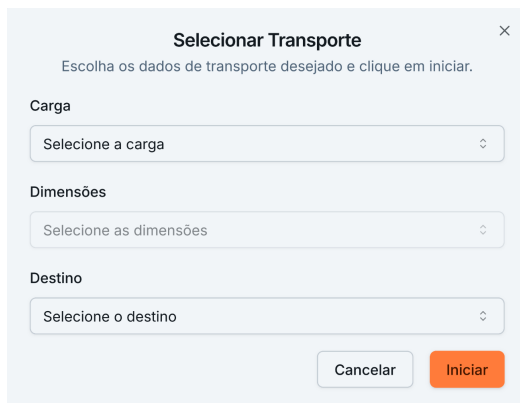 Selecionar Transporte
Escolha os dados de transporte desejado e clique em iniciar.
Carga
Selecione a carga
Dimensões
Selecione as dimensões
Destino
Selecione o destino
Cancelar
Iniciar